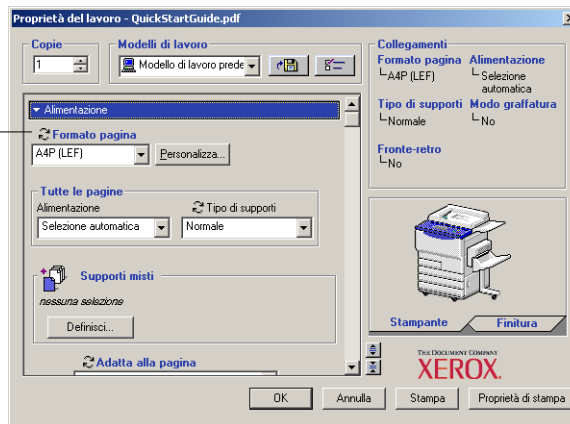 Proprietà del lavoro - QuickStartGuide.pdf
Copie
1
Modelli di lavoro
Modello di lavoro prede
Alimentazione
Formato pagina
A4P (LEF)
Personalizza...
Tutte le pagine
Alimentazione
Selezione automatica
Tipo di supporti
Normale
Supporti misti
nessuna selezione
Definisci...
Adatta alla pagina
Collegamenti
Formato pagina
A4P (LEF)
Alimentazione
Selezione
automatica
Tipo di supporti
Normale
Modo graffatura
No
Fronte-retro
No
Stampante
Finitura
THE DOCUMENT COMPANY
XEROX.
OK
Annulla
Stampa
Proprietà di stampa